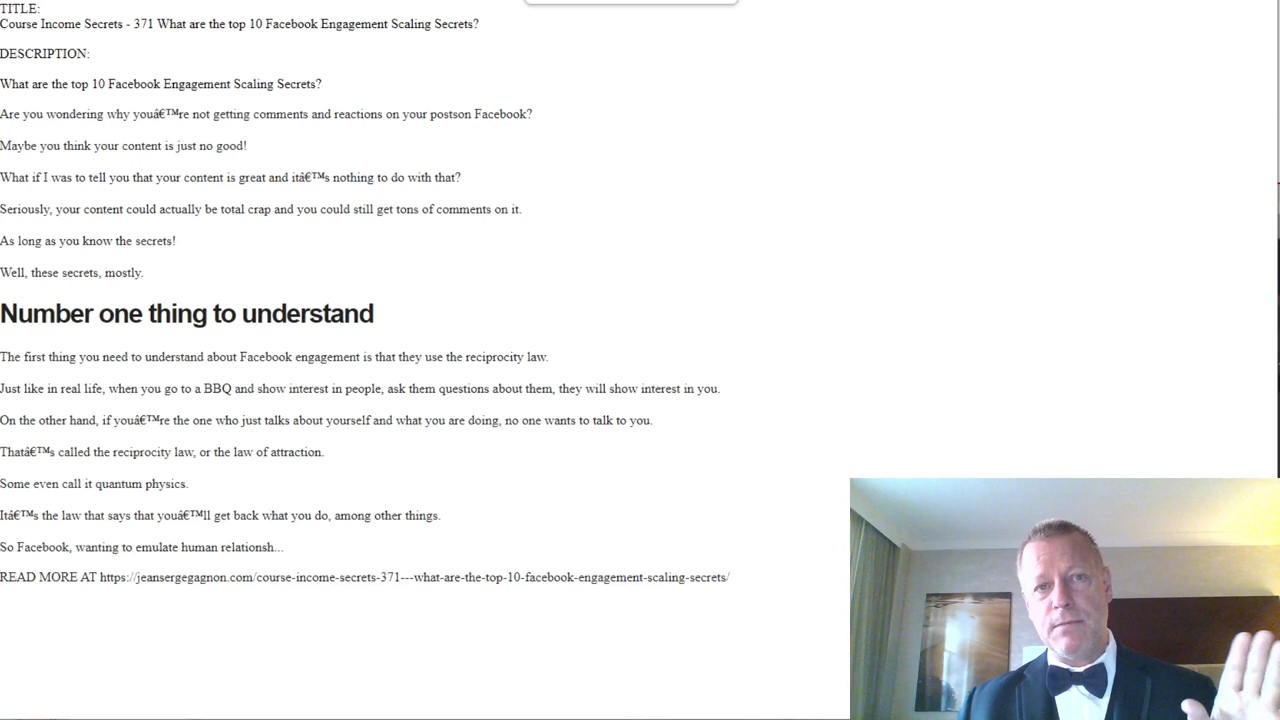 TITLE:
Course Income Secrets - 371 What are the top 10 Facebook Engagement Scaling Secrets?
DESCRIPTION:
What are the top 10 Facebook Engagement Scaling Secrets?
Are you wondering why youâ€™re not getting comments and reactions on your postson Facebook?
Maybe you think your content is just no good!
What if I was to tell you that your content is great and itâ€™s nothing to do with that?
Seriously, your content could actually be total crap and you could still get tons of comments on it.
As long as you know the secrets!
Well, these secrets, mostly.
Number one thing to understand
The first thing you need to understand about Facebook engagement is that they use the reciprocity law.
Just like in real life, when you go to a BBQ and show interest in people, ask them questions about them, they will show interest in you.
On the other hand, if youâ€™re the one who just talks about yourself and what you are doing, no one wants to talk to you.
Thatâ€™s called the reciprocity law, or the law of attraction.
Some even call it quantum physics.
Itâ€™s the law that says that youâ€™ll get back what you do, among other things.
So Facebook, wanting to emulate human relationsh...
READ MORE AT https://jeansergegagnon.com/course-income-secrets-371---what-are-the-top-10-facebook-engagement-scaling-secrets/